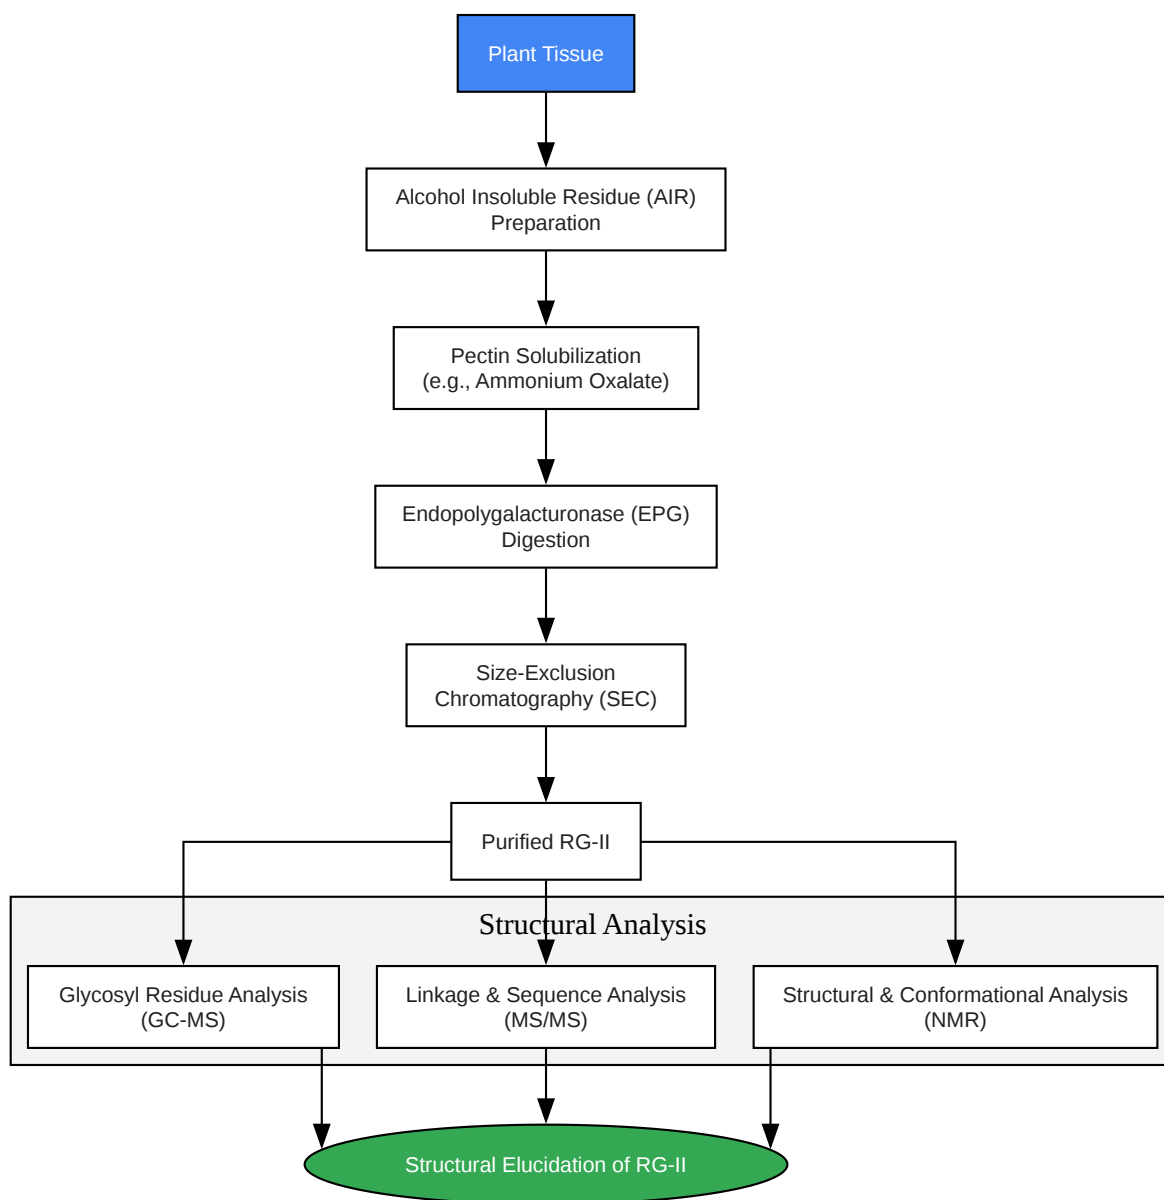 Plant Tissue
Alcohol Insoluble Residue (AIR)
Preparation
Pectin Solubilization
(e.g., Ammonium Oxalate)
Endopolygalacturonase (EPG)
Digestion
Size-Exclusion
Chromatography (SEC)
Purified RG-II
Structural Analysis
Glycosyl Residue Analysis
(GC-MS)
Linkage & Sequence Analysis
(MS/MS)
Structural & Conformational Analysis
(NMR)
Structural Elucidation of RG-II